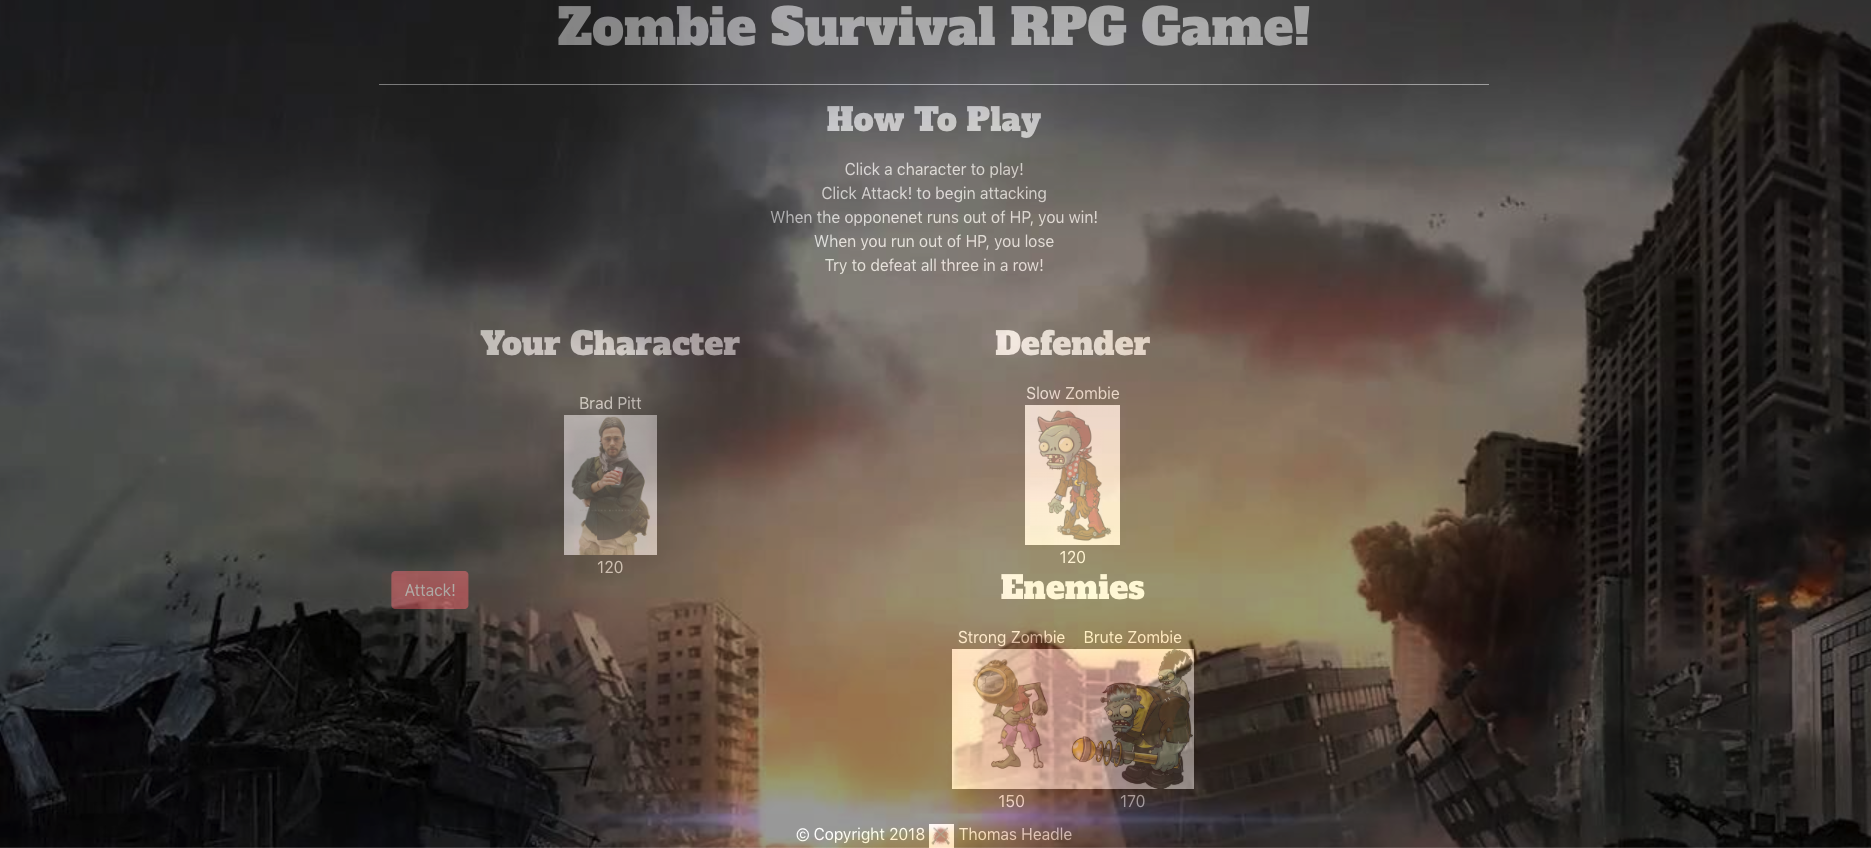 Zombie Survival RPG Game!
How To Play
Click a character to play!
Click Attack! to begin attacking
When the opponenet runs out of HP, you win!
When you run out of HP, you lose
Try to defeat all three in a row!
Your Character
Brad Pitt
120
Attack!
Defender
Slow Zombie
120
Enemies
Strong Zombie Brute Zombie
150 170
© Copyright 2018 Thomas Headle